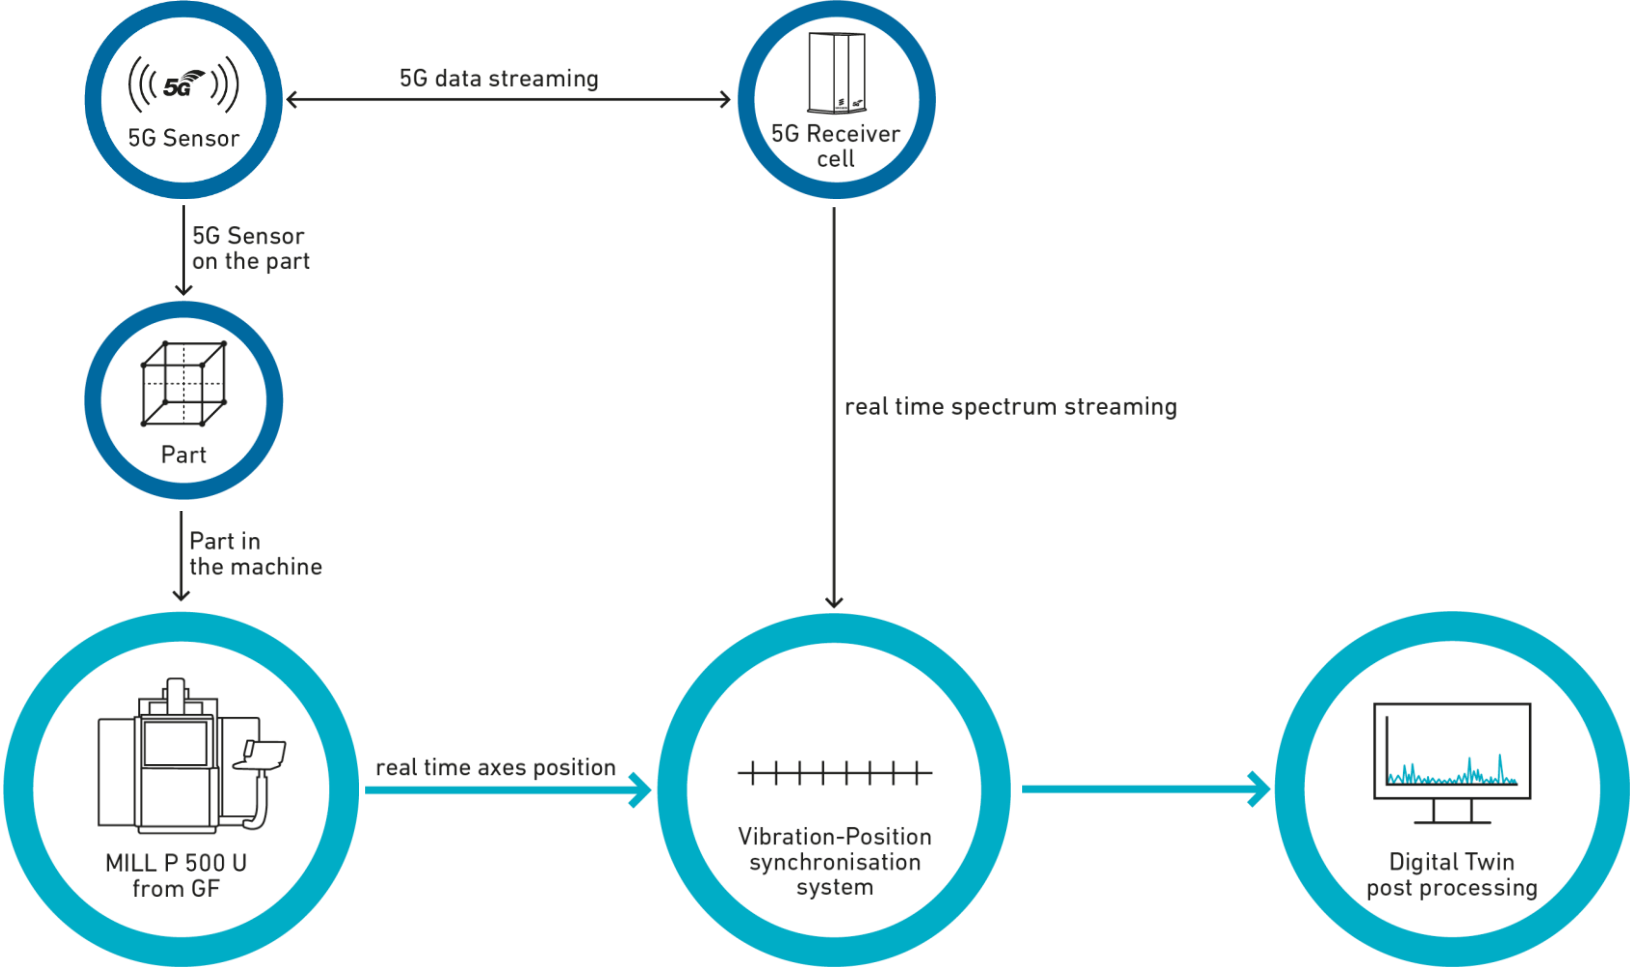 5G
5G Sensor
5G data streaming
5G Receiver
cell
5G Sensor
on the part
Part
real time spectrum streaming
Part in
the machine
MILL P 500 U
from GF
real time axes position
Vibration-Position
synchronisation
system
Digital Twin
post processing